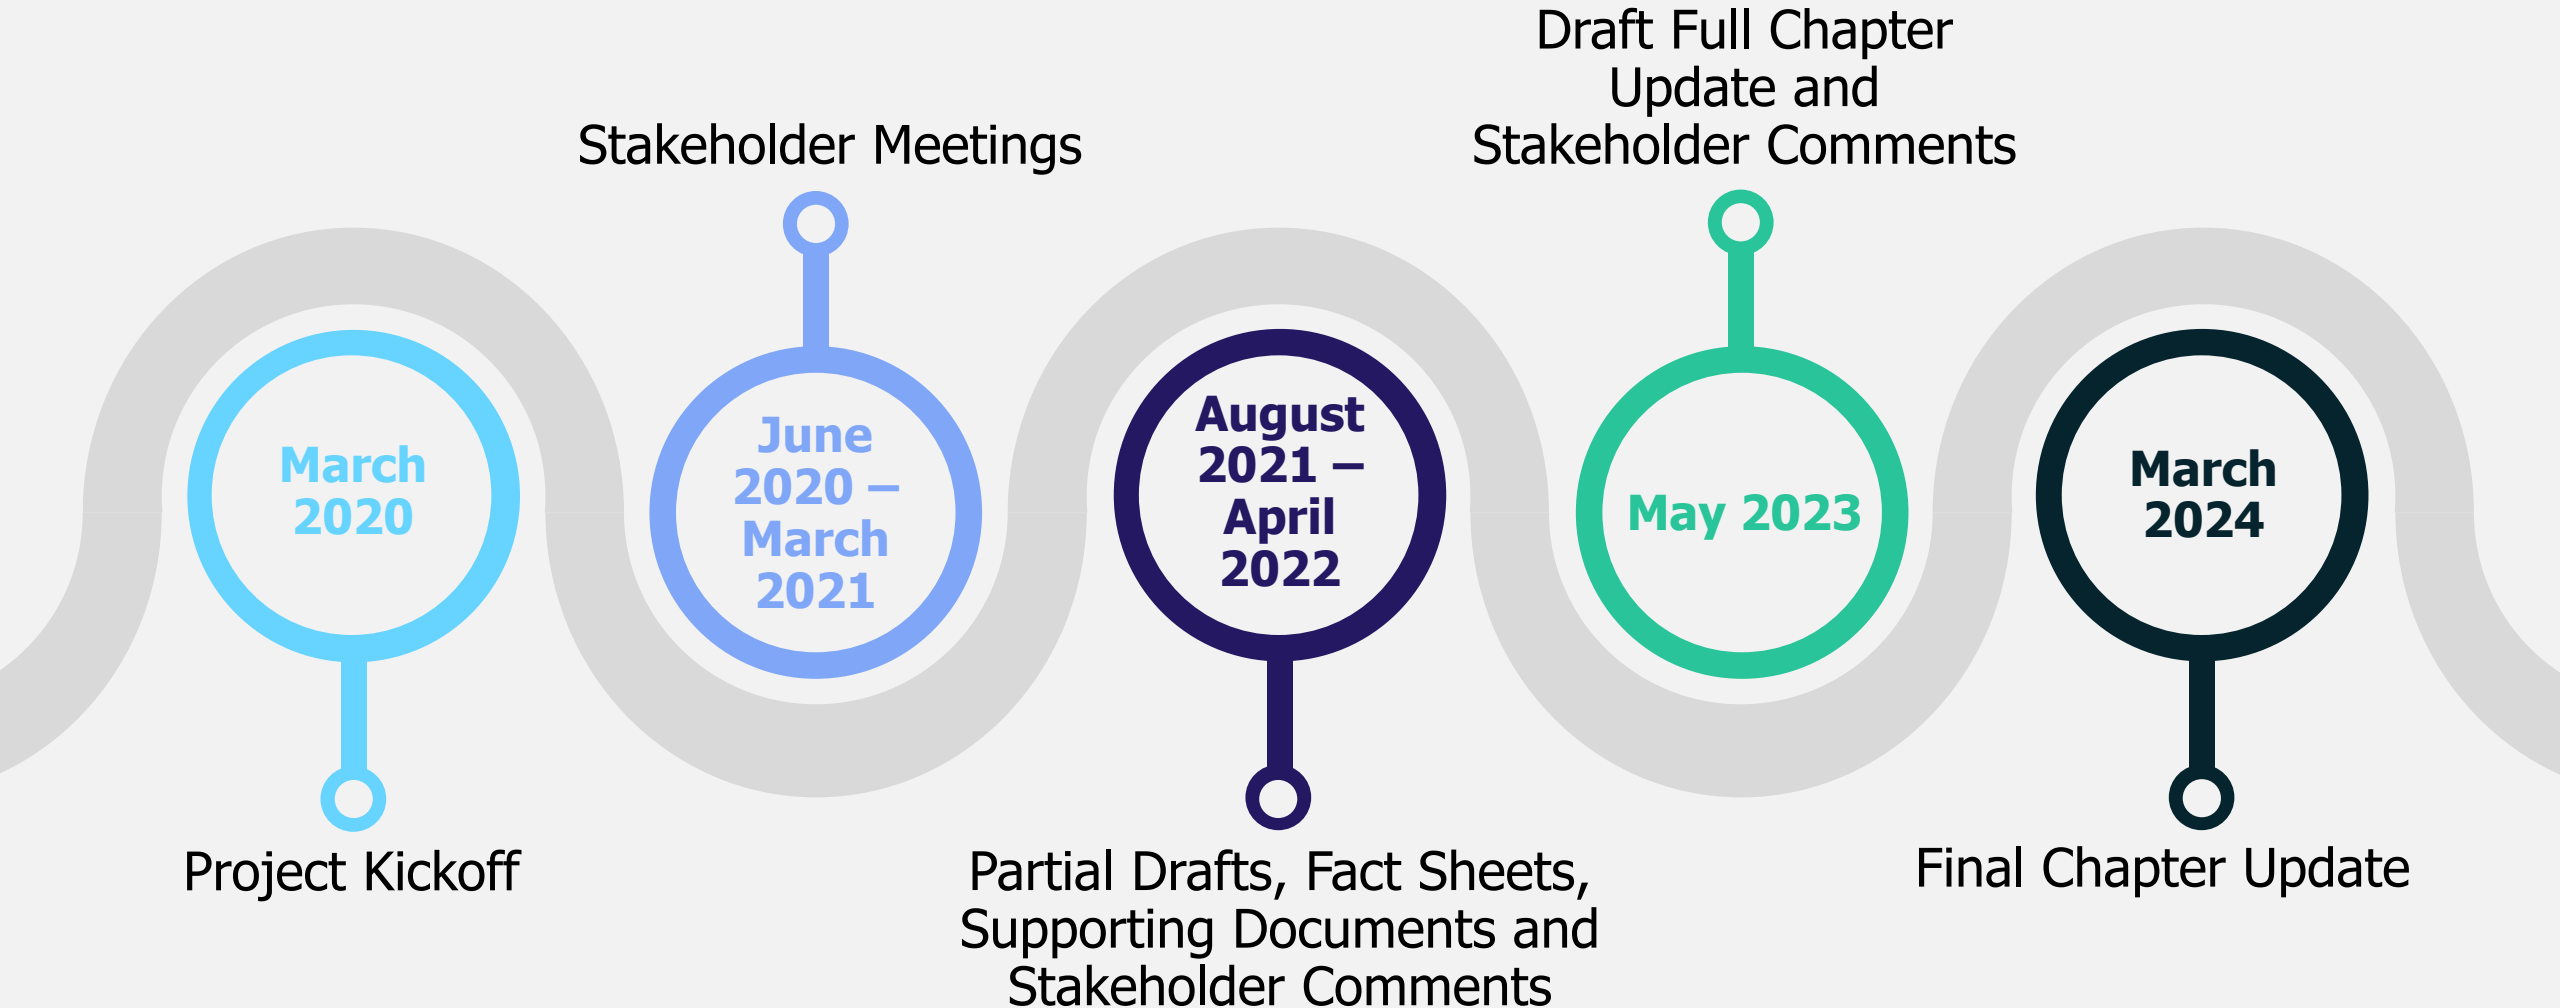 March
2020
Project Kickoff
Stakeholder Meetings
June
2020 –
March
2021
August
2021 –
April
2022
Partial Drafts, Fact Sheets,
Supporting Documents and
Stakeholder Comments
Draft Full Chapter
Update and
Stakeholder Comments
May 2023
March
2024
Final Chapter Update